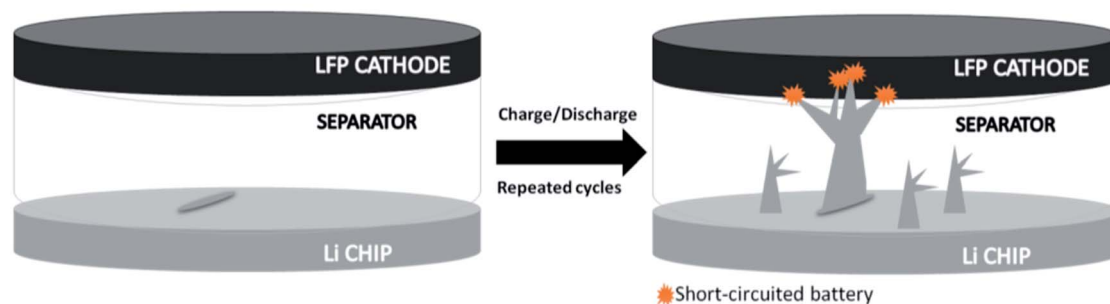 LFP CATHODE
SEPARATOR
Li CHIP
Charge/Discharge
Repeated cycles
LFP CATHODE
SEPARATOR
Li CHIP
Short-circuited battery